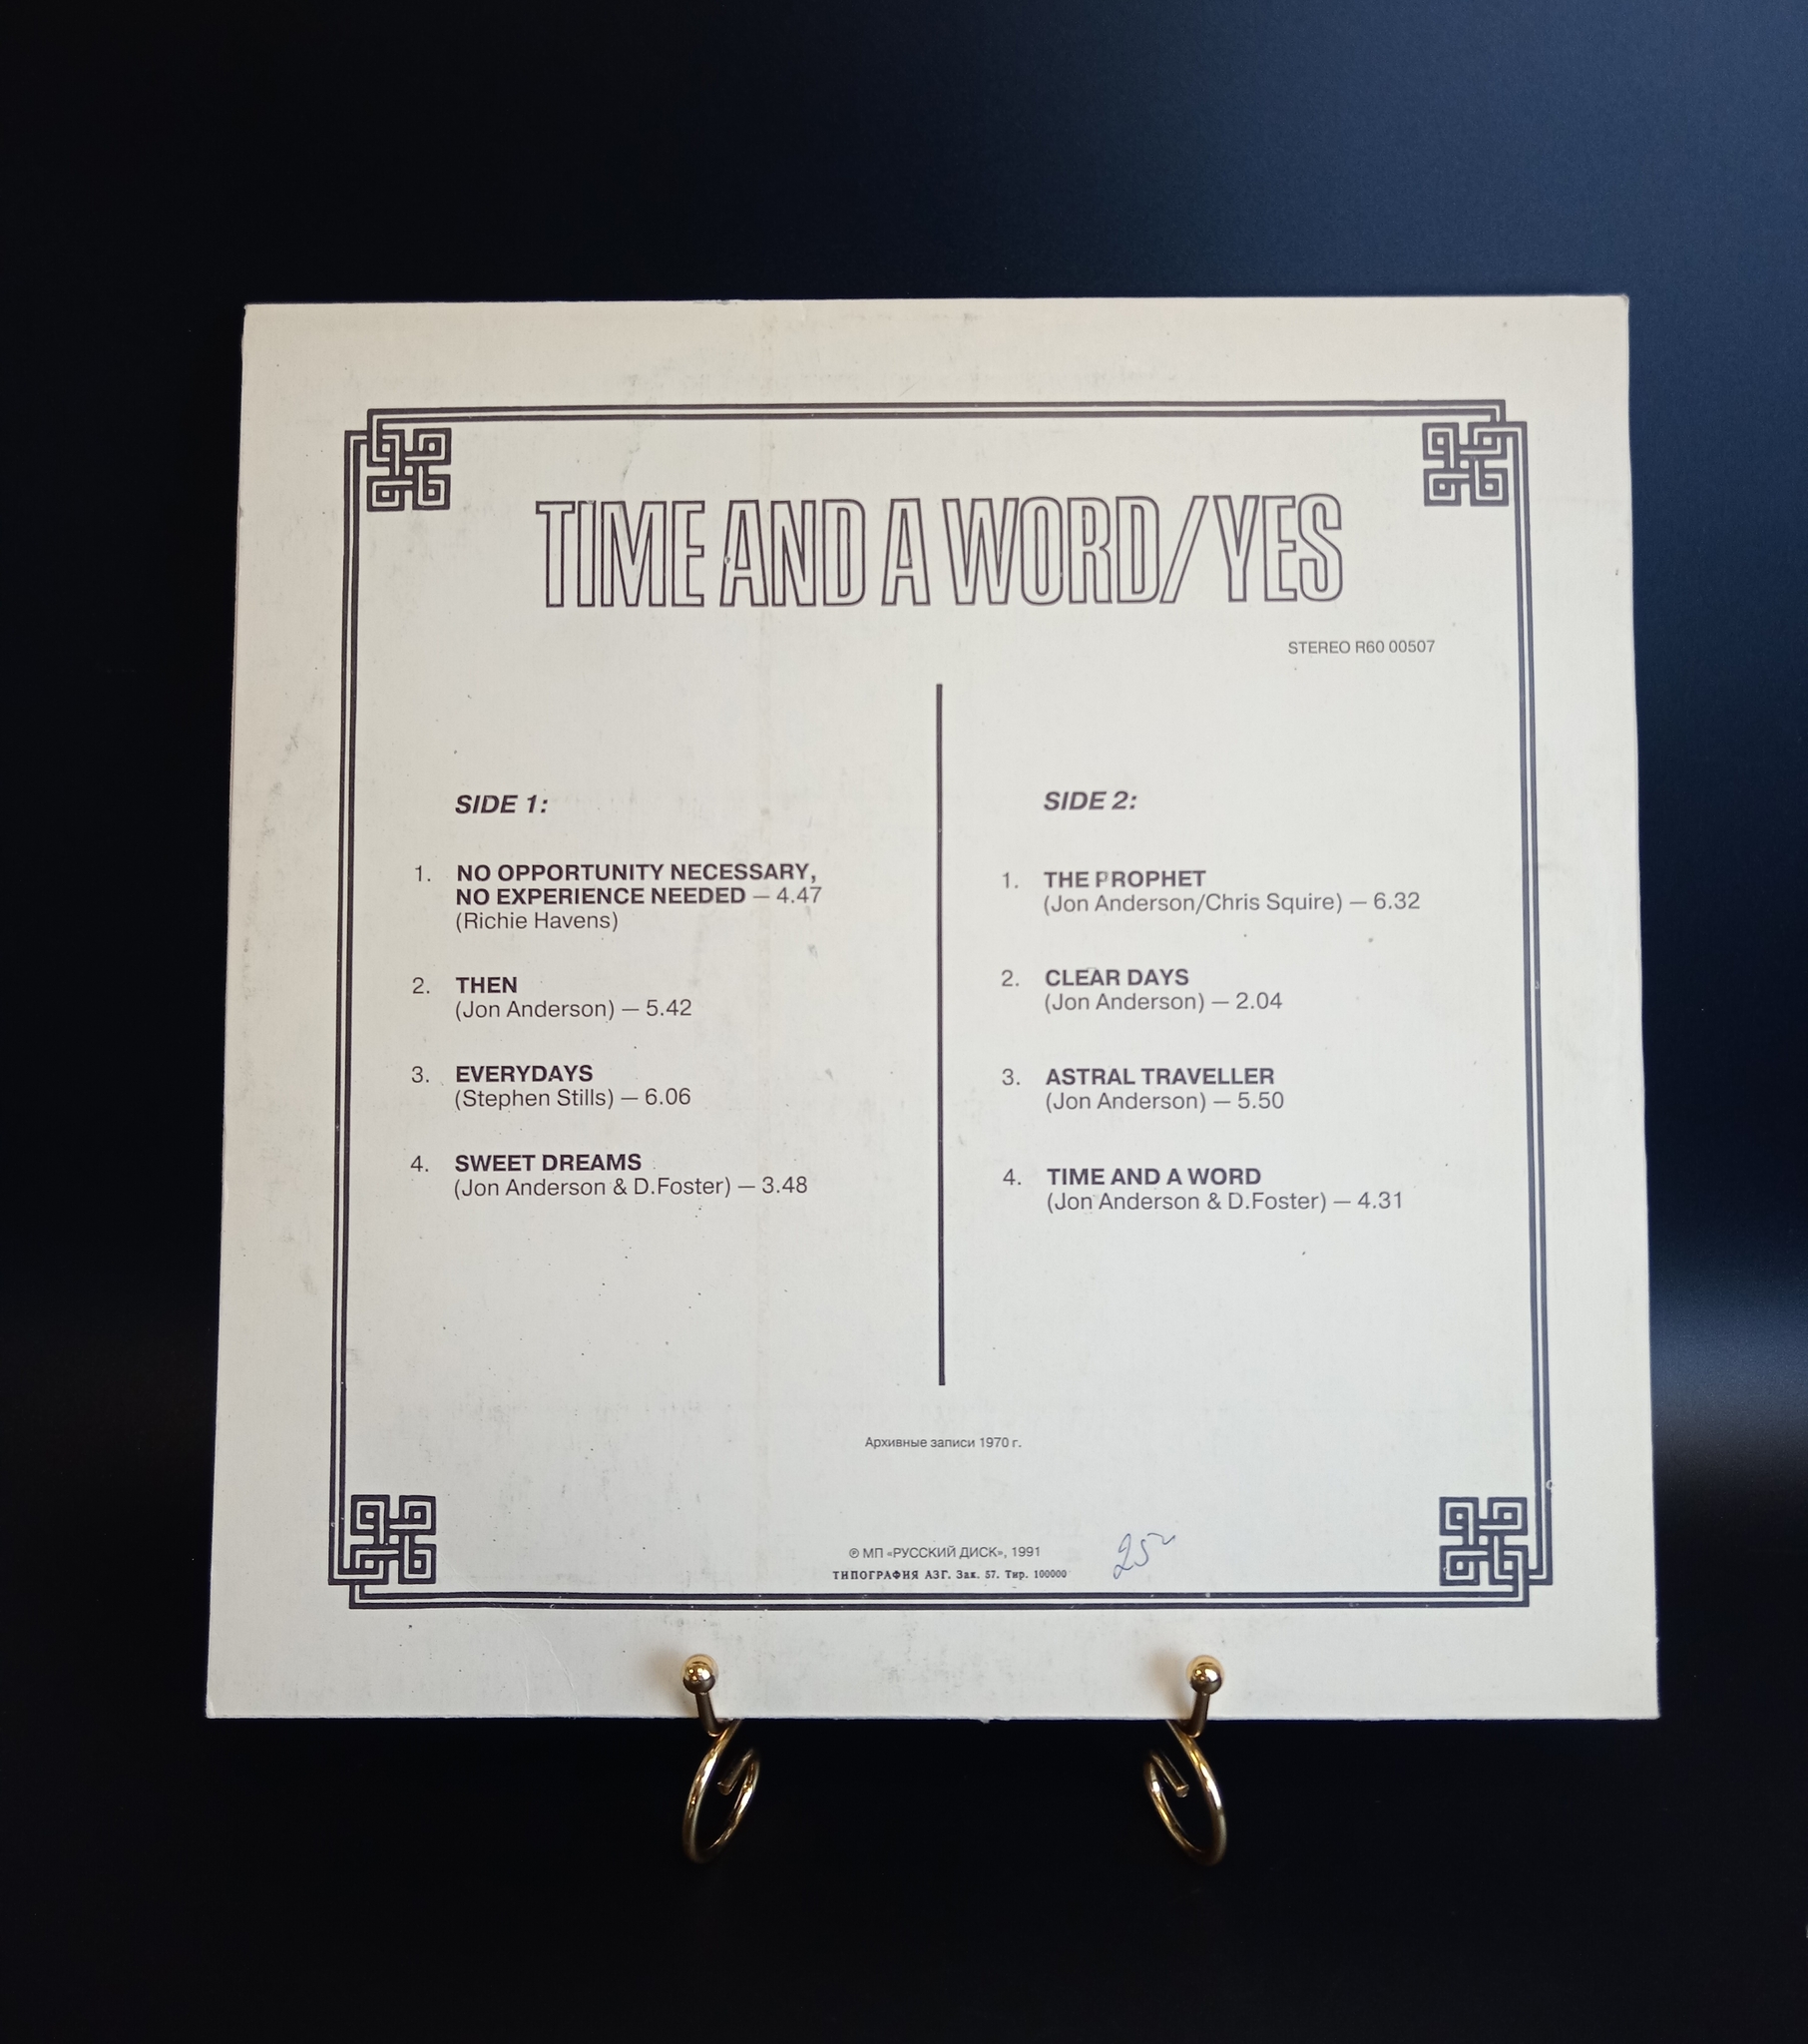 TIME AND A WORD/YES
STEREO R60 00507
SIDE 1:
1. NO OPPORTUNITY NECESSARY,
NO EXPERIENCE NEEDED — 4.47
(Richie Havens)
2. THEN
(Jon Anderson) — 5.42
3. EVERYDAYS
(Stephen Stills) — 6.06
4. SWEET DREAMS
(Jon Anderson & D.Foster) — 3.48
SIDE 2:
1. THE PROPHET
(Jon Anderson/Chris Squire) — 6.32
2. CLEAR DAYS
(Jon Anderson) — 2.04
3. ASTRAL TRAVELLER
(Jon Anderson) — 5.50
4. TIME AND A WORD
(Jon Anderson & D.Foster) — 4.31
Архивные записи 1970 г.
℗ МП «РУССКИЙ ДИСК», 1991
ТИПОГРАФИЯ АЗГ. Зак. 57. Тир. 100000